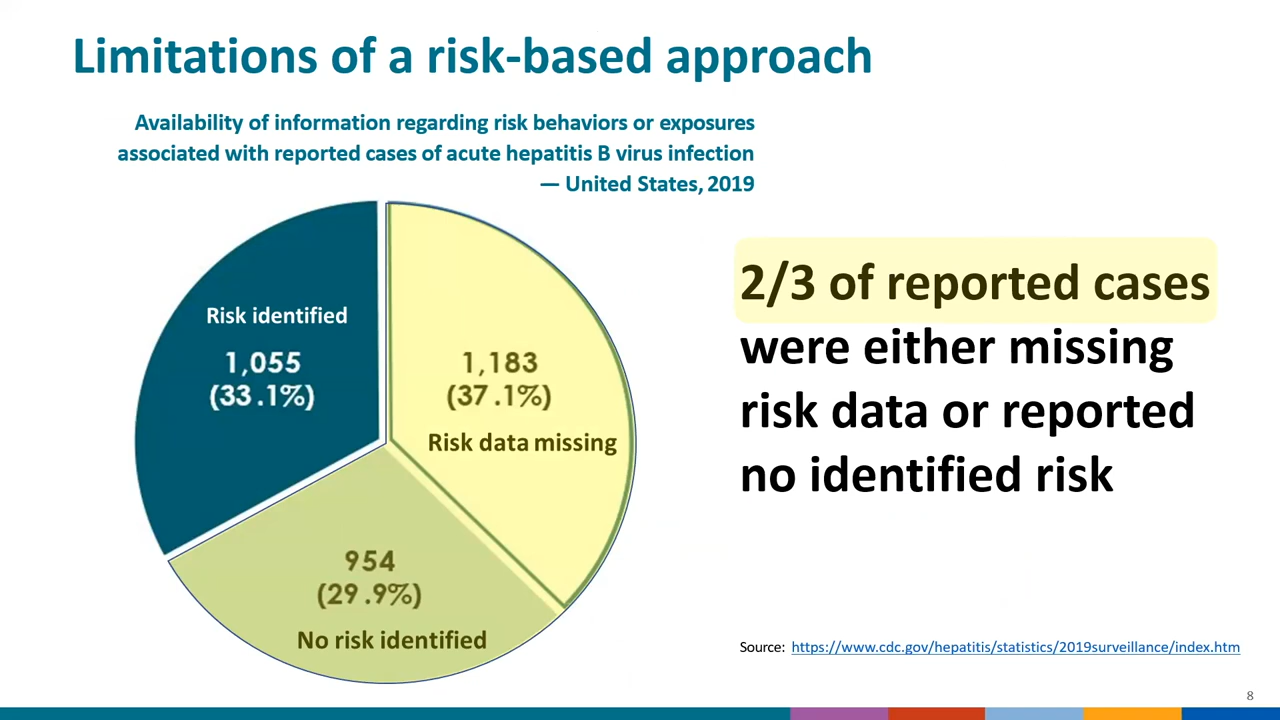 Limitations of a risk-based approach
Availability of information regarding risk behaviors or exposures
associated with reported cases of acute hepatitis B virus infection
— United States, 2019
Risk identified
1,055
(33.1%)
1,183
(37.1%)
Risk data missing
954
(29.9%)
No risk identified
2/3 of reported cases
were either missing
risk data or reported
no identified risk
Source: https://www.cdc.gov/hepatitis/statistics/2019surveillance/index.htm
8